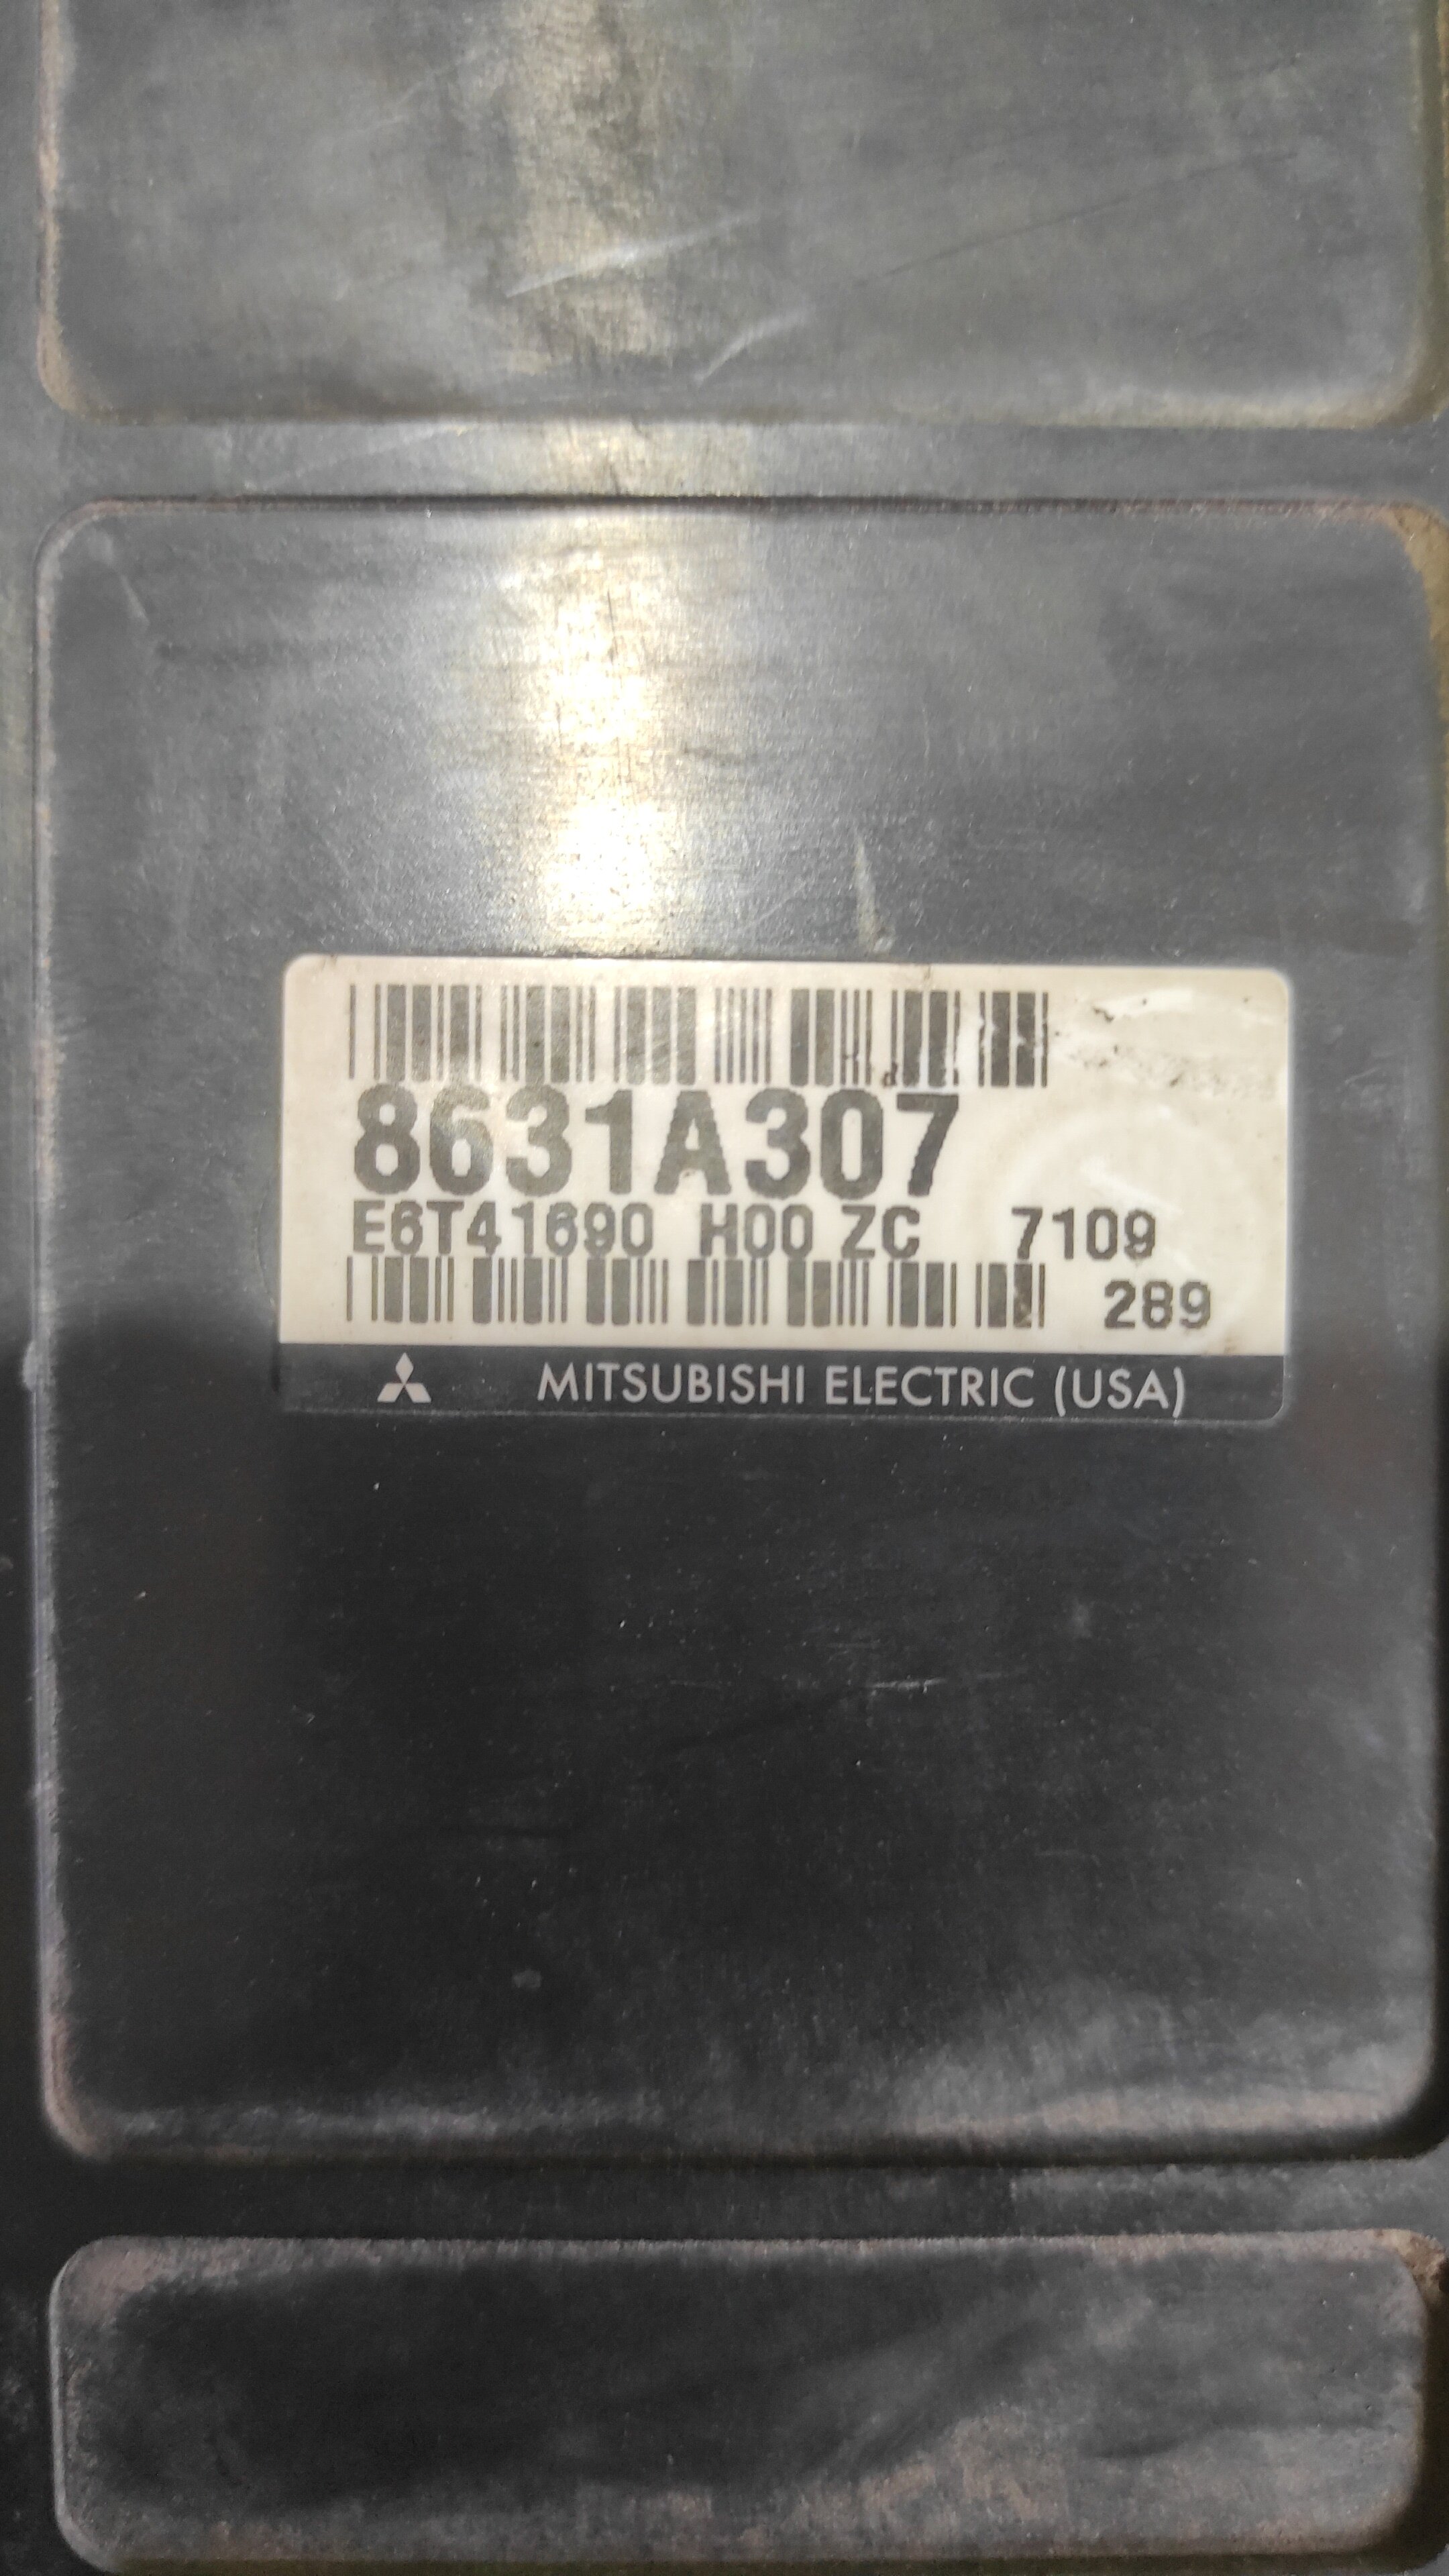 8631A307
E6T41690 H00 ZC 7109
289
MITSUBISHI ELECTRIC (USA)